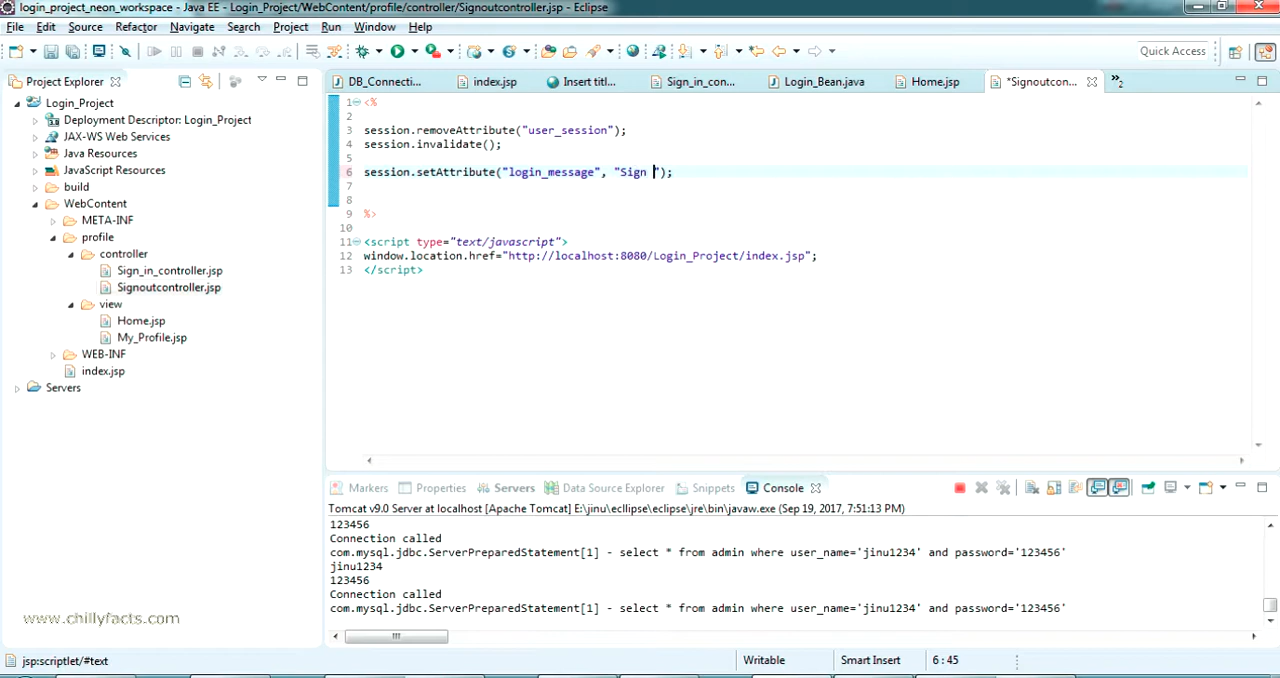 login_project_neon_workspace - Java EE - Login_Project/WebContent/profile/controller/Signoutcontroller.jsp - Eclipse
File Edit Source Refactor Navigate Search Project Run Window Help
Quick Access
Project Explorer
DB_Connecti... index.jsp Insert titl... Sign_in_con... Login_Bean.java Home.jsp *Signoutcon... »2
Login_Project
Deployment Descriptor: Login_Project
JAX-WS Web Services
Java Resources
JavaScript Resources
build
WebContent
META-INF
profile
controller
Sign_in_controller.jsp
Signoutcontroller.jsp
view
Home.jsp
My_Profile.jsp
WEB-INF
index.jsp
Servers
1 <%
2
3 session.removeAttribute("user_session");
4 session.invalidate();
5
6 session.setAttribute("login_message", "Sign ");
7
8
9 %>
10
11 <script type="text/javascript">
12 window.location.href="http://localhost:8080/Login_Project/index.jsp";
13 </script>
Markers Properties Servers Data Source Explorer Snippets Console
Tomcat v9.0 Server at localhost [Apache Tomcat] E:\jinu\ecllipse\eclipse\jre\bin\javaw.exe (Sep 19, 2017, 7:51:13 PM)
123456
Connection called
com.mysql.jdbc.ServerPreparedStatement[1] - select * from admin where user_name='jinu1234' and password='123456'
jinu1234
123456
Connection called
com.mysql.jdbc.ServerPreparedStatement[1] - select * from admin where user_name='jinu1234' and password='123456'
www.chillyfacts.com
jsp:scriptlet/#text
Writable Smart Insert 6 : 45